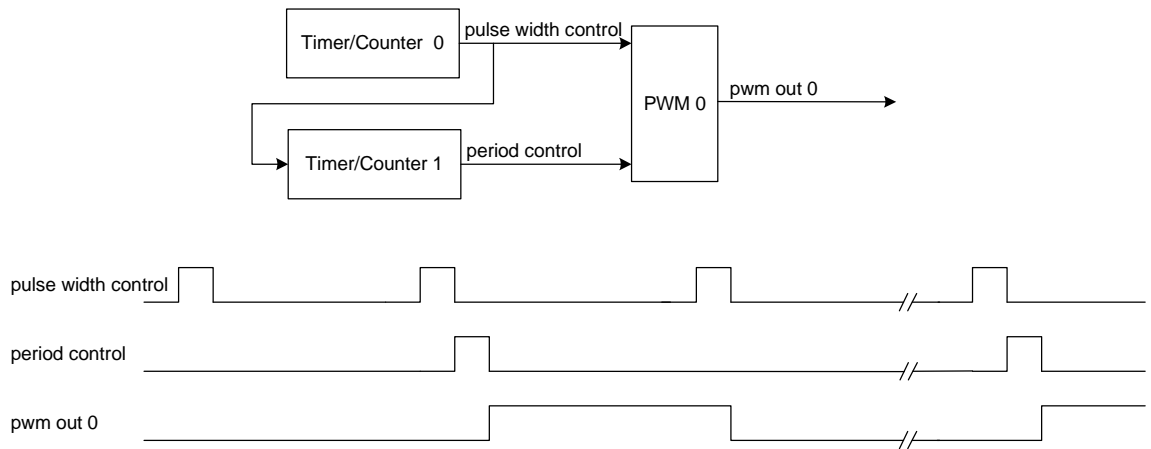 Timer/Counter 0
pulse width control
PWM 0
pwm out 0
Timer/Counter 1
period control
pulse width control
period control
pwm out 0